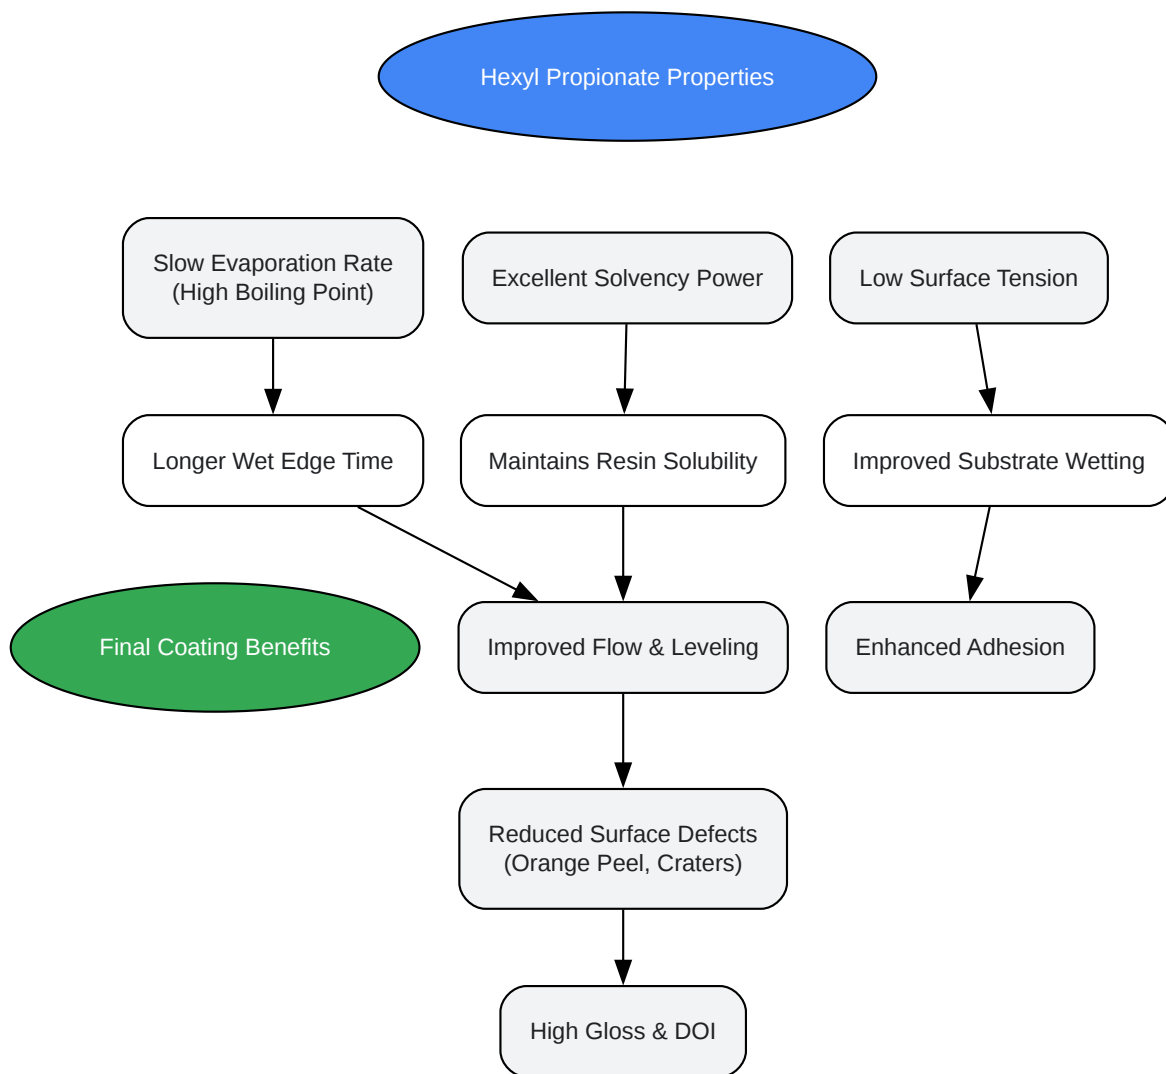 Hexyl Propionate Properties
Slow Evaporation Rate
(High Boiling Point)
Excellent Solvency Power
Low Surface Tension
Longer Wet Edge Time
Maintains Resin Solubility
Improved Substrate Wetting
Final Coating Benefits
Improved Flow & Leveling
Enhanced Adhesion
Reduced Surface Defects
(Orange Peel, Craters)
High Gloss & DOI